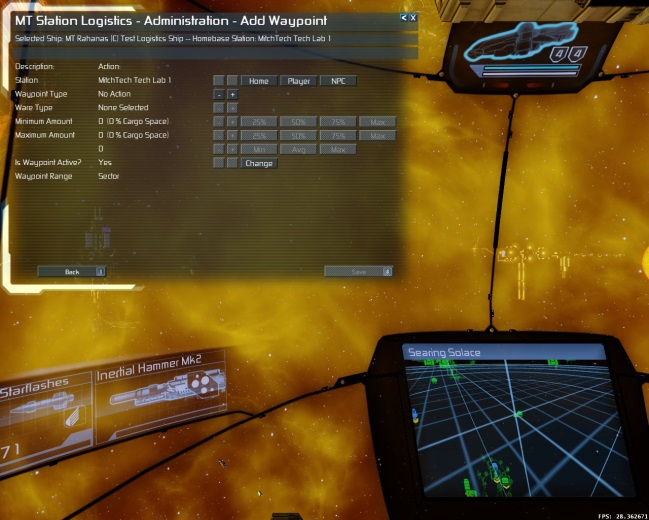 MT Station Logistics - Administration - Add Waypoint
Selected Ship: MT Rahanas (C) Test Logistics Ship -- Homebase Station: MitchTech Tech Lab 1
Description: Action:
Station MitchTech Tech Lab 1 Home Player NPC
Waypoint Type No Action - +
Ware Type None Selected - +
Minimum Amount 0 (0 % Cargo Space) - + 25% 50% 75% Max
Maximum Amount 0 (0 % Cargo Space) - + 25% 50% 75% Max
0 - + Min Avg Max
Is Waypoint Active? Yes Change
Waypoint Range Sector
Back Save
4 4
Searing Solace
Starflashes
71
Inertial Hammer Mk2
FPS: 28.362671